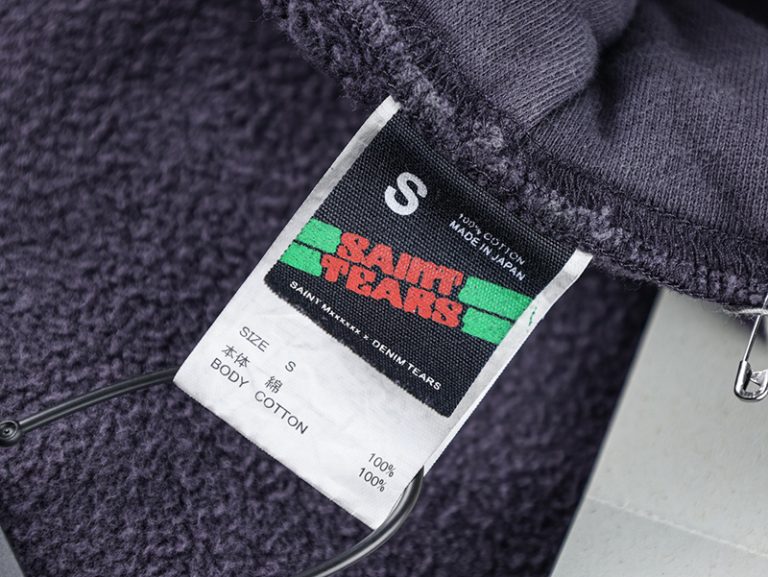 S
100% COTTON
MADE IN JAPAN
SAINT
TEARS
SAINT Mxxxxxx x DENIM TEARS
SIZE S
本体 綿
BODY COTTON
100%
100%